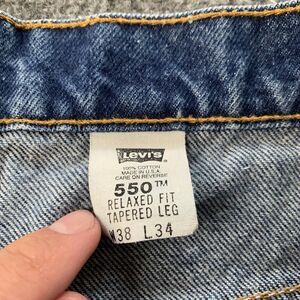 Levi's
100% COTTON
MADE IN U.S.A.
CARE ON REVERSE
550™
RELAXED FIT
TAPERED LEG
W38 L34